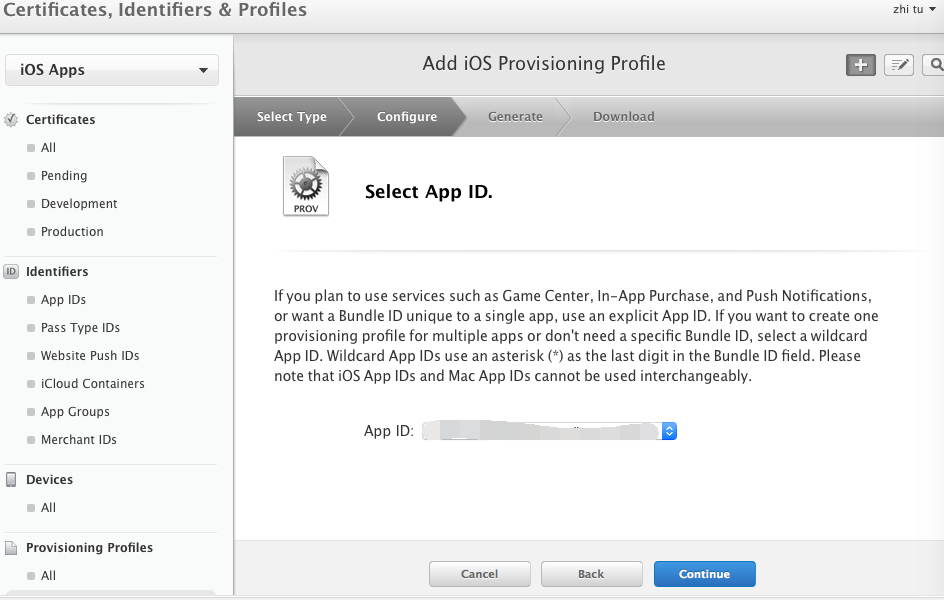 Certificates, Identifiers & Profiles
zhi tu
iOS Apps
Add iOS Provisioning Profile
Select Type
Configure
Generate
Download
Certificates
All
Pending
Development
Production
ID
Identifiers
App IDs
Pass Type IDs
Website Push IDs
iCloud Containers
App Groups
Merchant IDs
Devices
All
Provisioning Profiles
All
PROV
Select App ID.
If you plan to use services such as Game Center, In-App Purchase, and Push Notifications,
or want a Bundle ID unique to a single app, use an explicit App ID. If you want to create one
provisioning profile for multiple apps or don't need a specific Bundle ID, select a wildcard
App ID. Wildcard App IDs use an asterisk (*) as the last digit in the Bundle ID field. Please
note that iOS App IDs and Mac App IDs cannot be used interchangeably.
App ID:
Cancel
Back
Continue